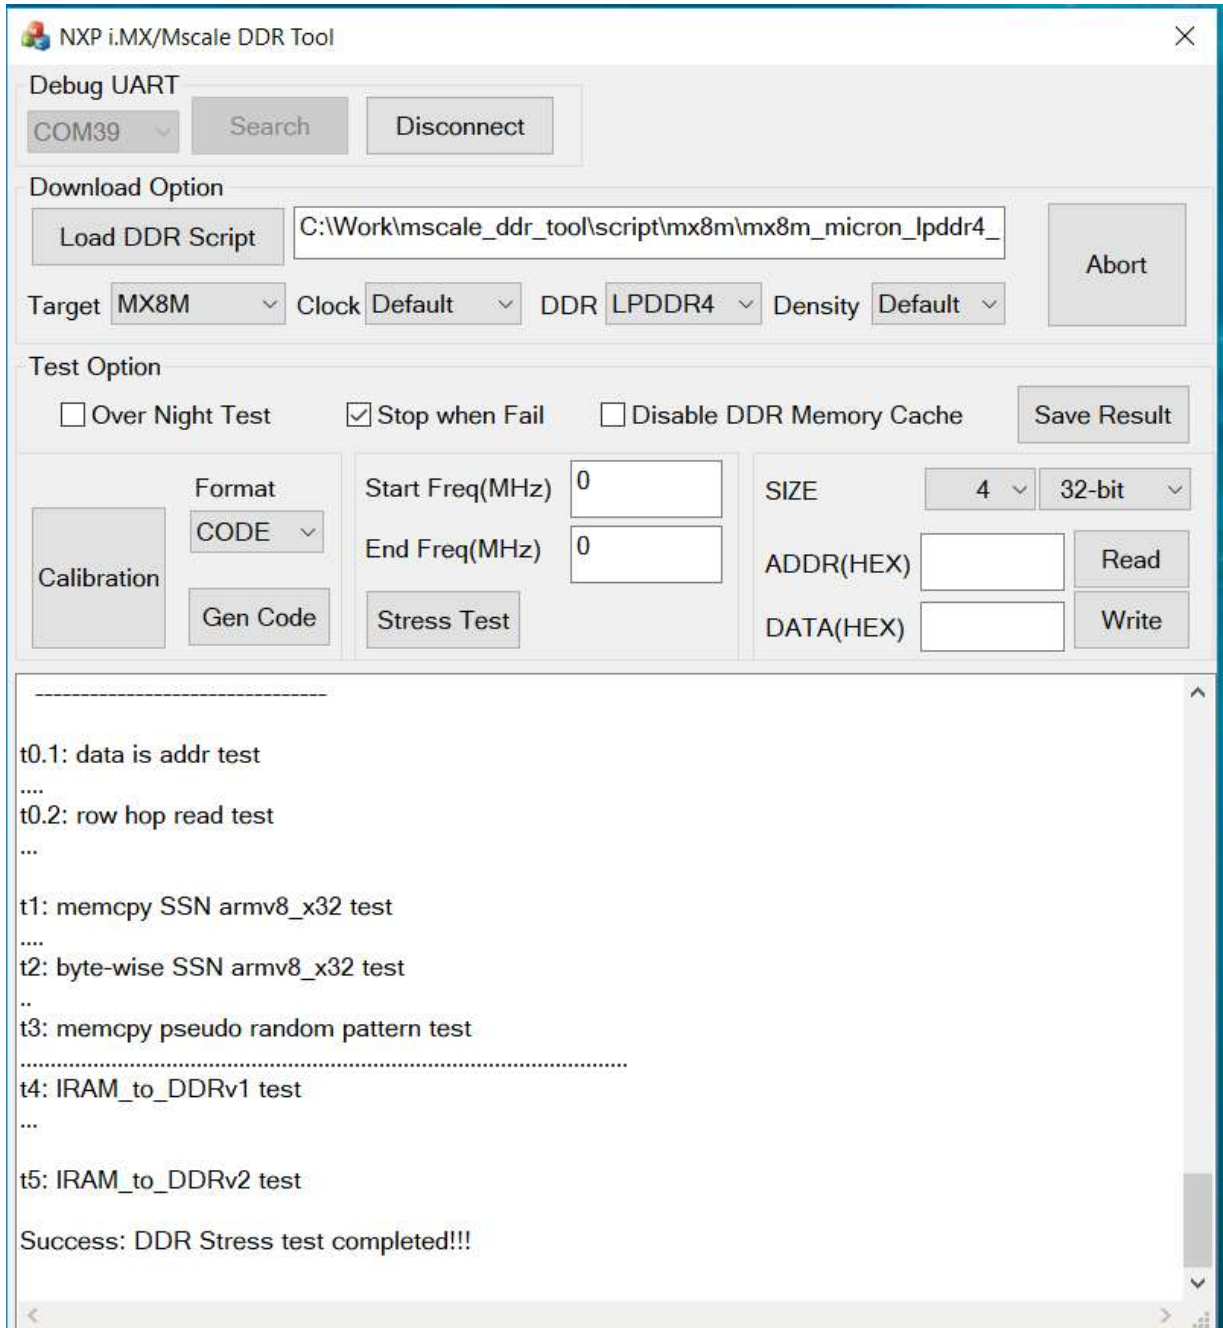 NXP i.MX/Mscale DDR Tool
Debug UART
COM39 Search Disconnect
Download Option
Load DDR Script C:\Work\mscale_ddr_tool\script\mx8m\mx8m_micron_lpddr4_ Abort
Target MX8M Clock Default DDR LPDDR4 Density Default
Test Option
Over Night Test Stop when Fail Disable DDR Memory Cache Save Result
Calibration Format
CODE
Gen Code
Start Freq(MHz) 0
End Freq(MHz) 0
Stress Test
SIZE 4 32-bit
ADDR(HEX) Read
DATA(HEX) Write
--------------------------------
t0.1: data is addr test
....
t0.2: row hop read test
...
t1: memcpy SSN armv8_x32 test
....
t2: byte-wise SSN armv8_x32 test
..
t3: memcpy pseudo random pattern test
.....................................................................................................
t4: IRAM_to_DDRv1 test
...
t5: IRAM_to_DDRv2 test
Success: DDR Stress test completed!!!